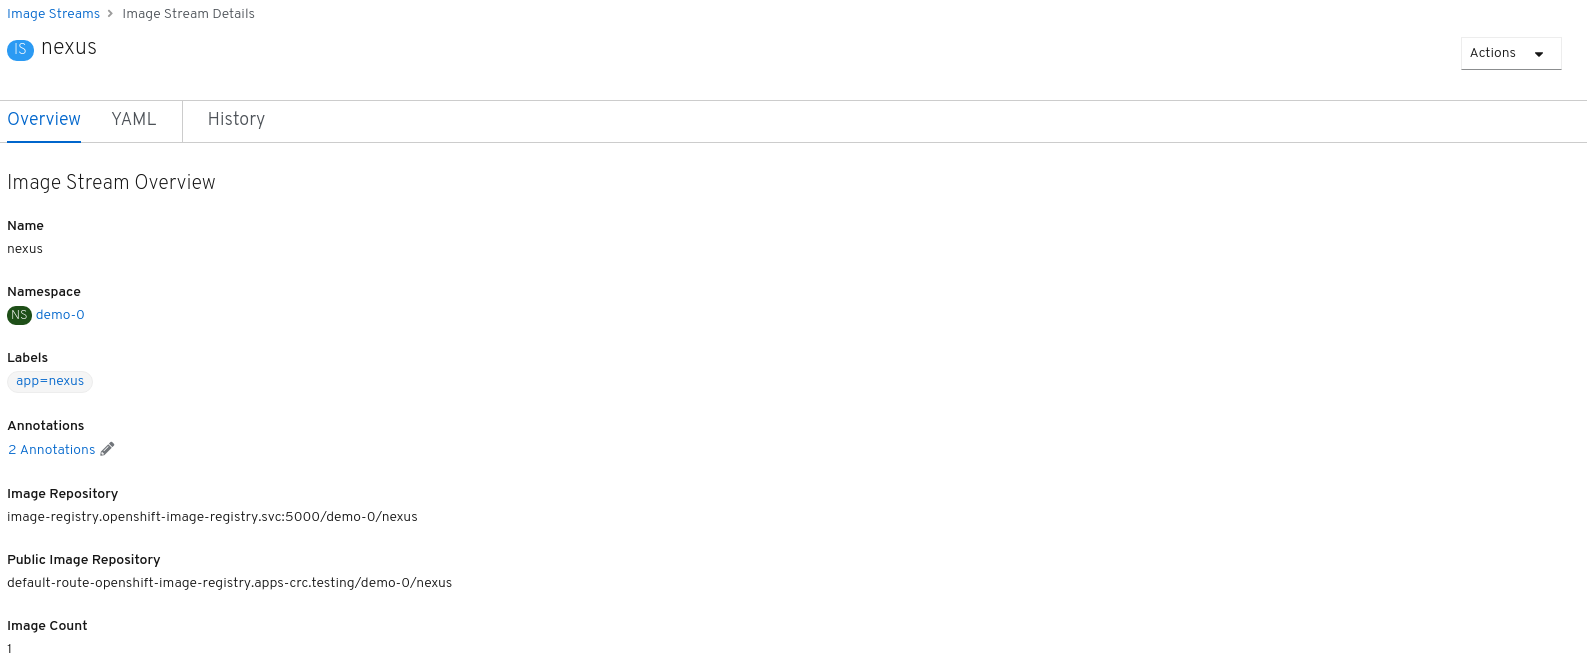 Image Streams > Image Stream Details
IS nexus
Actions
Overview YAML History
Image Stream Overview
Name
nexus
Namespace
NS demo-0
Labels
app=nexus
Annotations
2 Annotations
Image Repository
image-registry.openshift-image-registry.svc:5000/demo-0/nexus
Public Image Repository
default-route-openshift-image-registry.apps-crc.testing/demo-0/nexus
Image Count
1